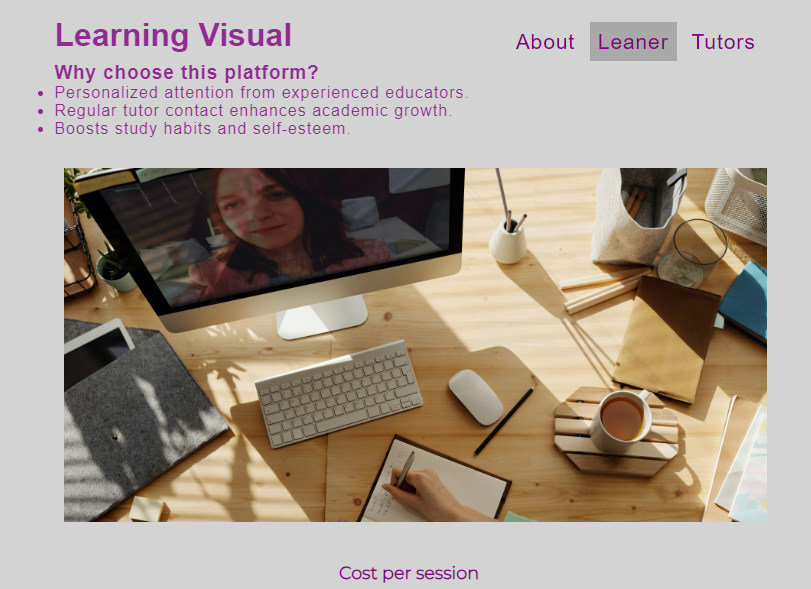 Learning Visual
About Leaner Tutors
Why choose this platform?
Personalized attention from experienced educators.
Regular tutor contact enhances academic growth.
Boosts study habits and self-esteem.
Cost per session